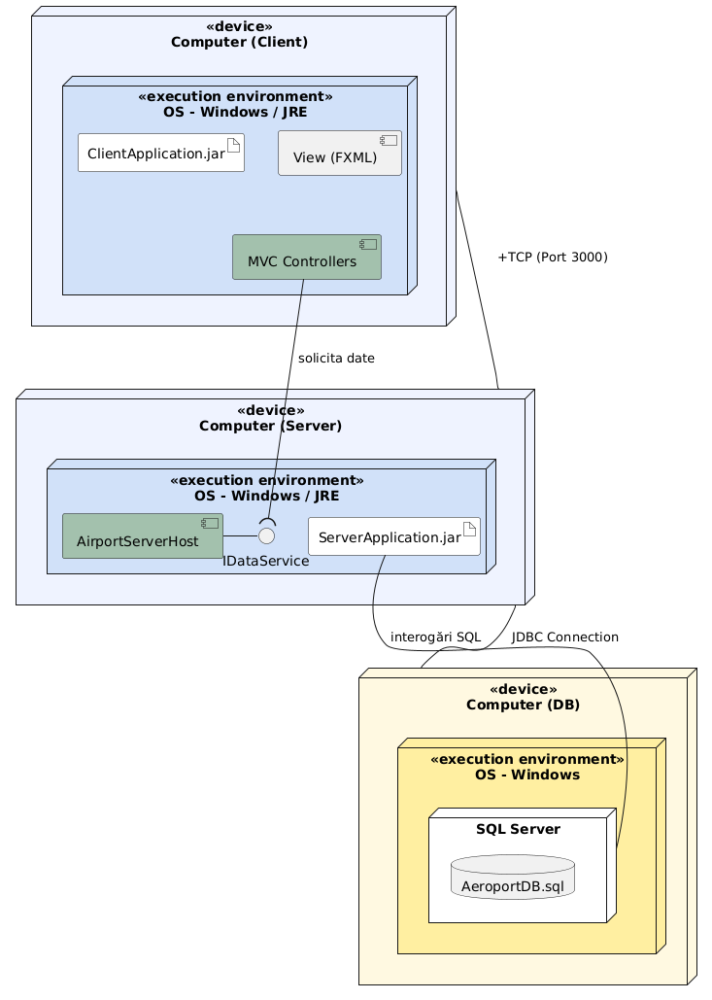 «device»
Computer (Client)
«execution environment»
OS - Windows / JRE
ClientApplication.jar
View (FXML)
MVC Controllers
+TCP (Port 3000)
solicita date
«device»
Computer (Server)
«execution environment»
OS - Windows / JRE
AirportServerHost
IDataService
ServerApplication.jar
interogări SQL
JDBC Connection
«device»
Computer (DB)
«execution environment»
OS - Windows
SQL Server
AeroportDB.sql